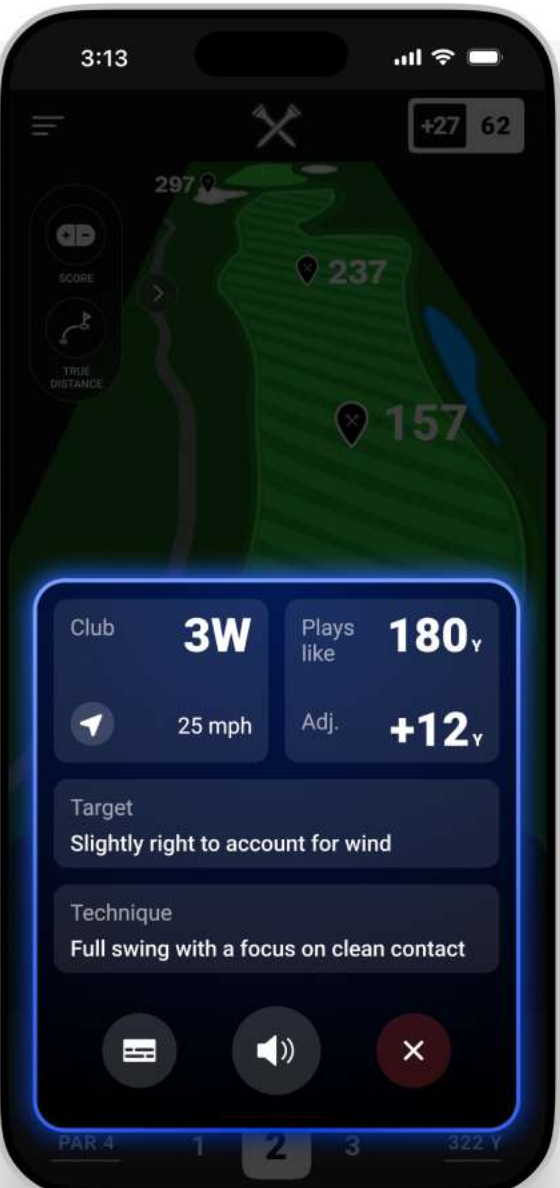 3:13
+27 62
297
SCORE
237
TRUE
DISTANCE
157
Club 3W
25 mph
Plays
like 180 Y
Adj. +12 Y
Target
Slightly right to account for wind
Technique
Full swing with a focus on clean contact
PAR 4 1 2 3 322 Y